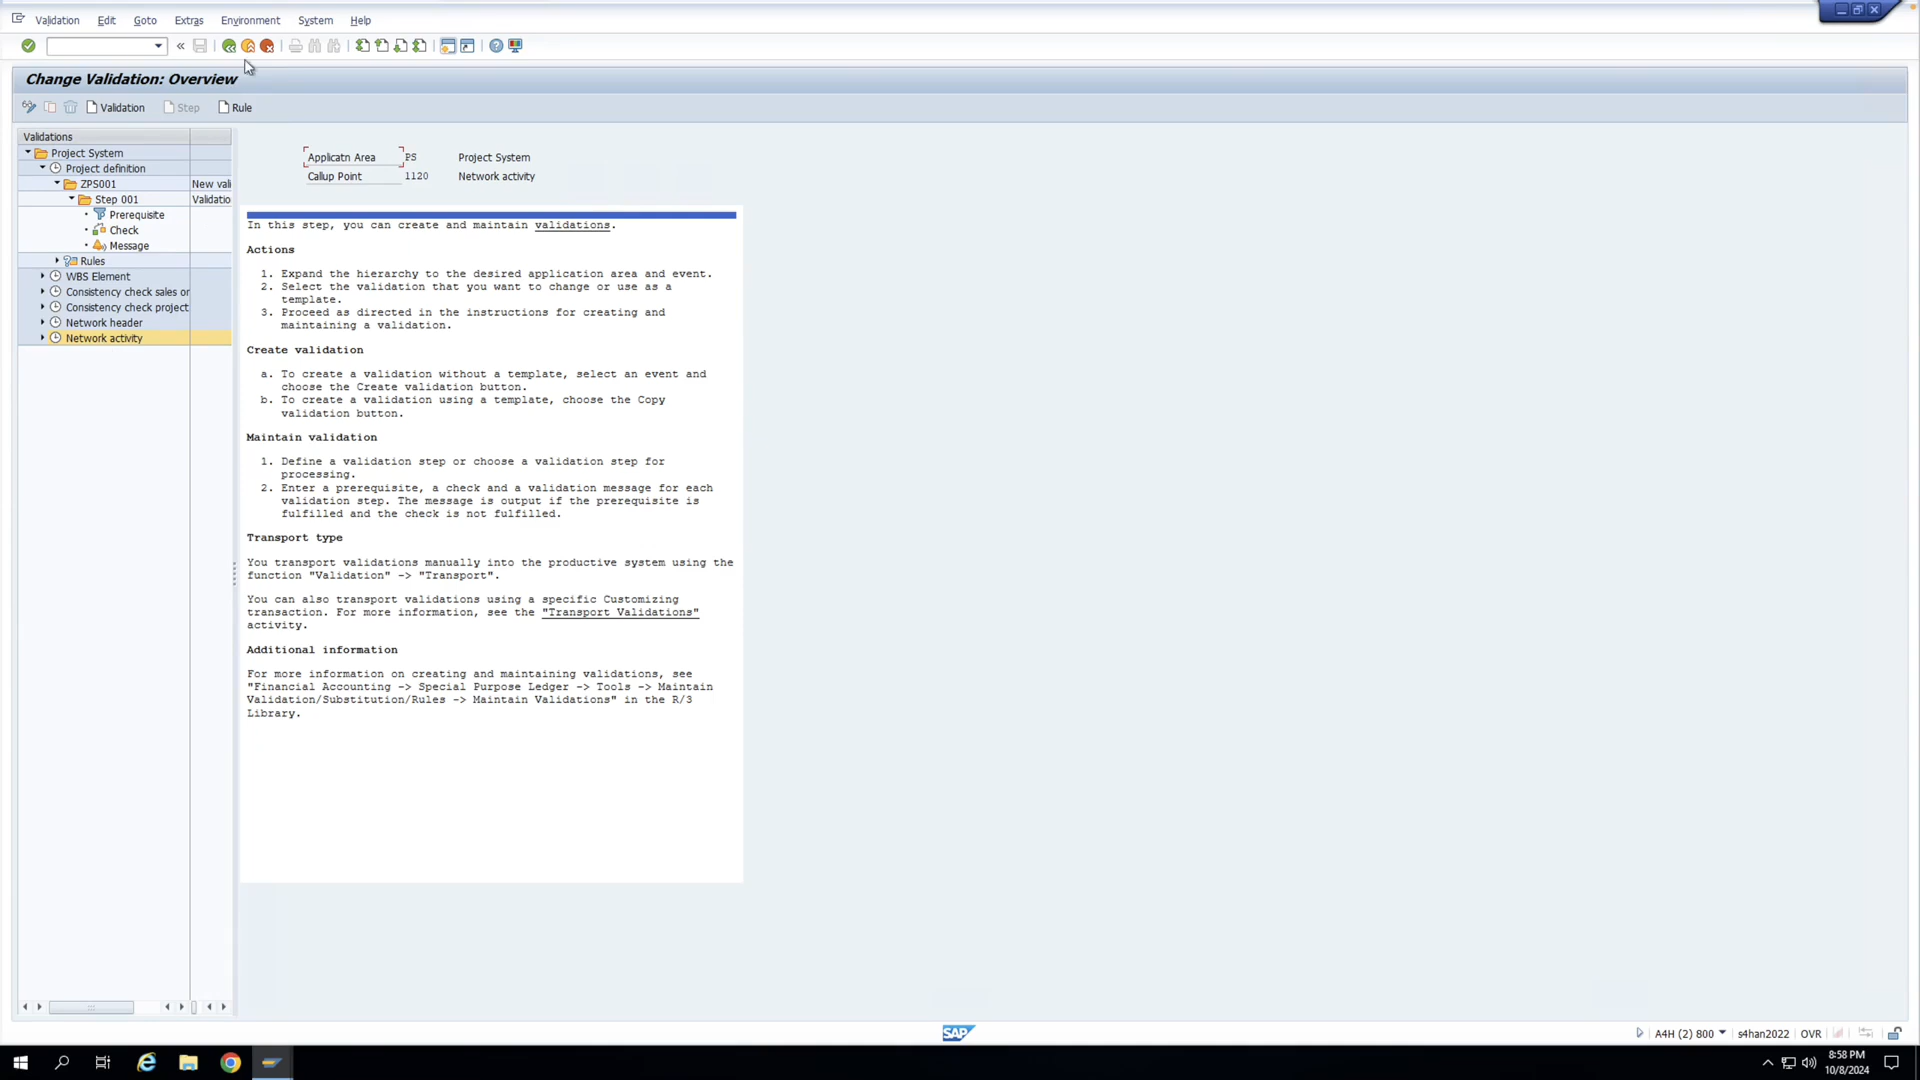 Validation Edit Goto Extras Environment System Help
Change Validation: Overview
Validation Step Rule
Validations
Project System
Project definition
ZPS001 New vali
Step 001 Validatio
Prerequisite
Check
Message
Rules
WBS Element
Consistency check sales or
Consistency check project
Network header
Network activity
Applicatn Area PS Project System
Callup Point 1120 Network activity
In this step, you can create and maintain validations.
Actions
1. Expand the hierarchy to the desired application area and event.
2. Select the validation that you want to change or use as a
template.
3. Proceed as directed in the instructions for creating and
maintaining a validation.
Create validation
a. To create a validation without a template, select an event and
choose the Create validation button.
b. To create a validation using a template, choose the Copy
validation button.
Maintain validation
1. Define a validation step or choose a validation step for
processing.
2. Enter a prerequisite, a check and a validation message for each
validation step. The message is output if the prerequisite is
fulfilled and the check is not fulfilled.
Transport type
You transport validations manually into the productive system using the
function "Validation" -> "Transport".
You can also transport validations using a specific Customizing
transaction. For more information, see the "Transport Validations"
activity.
Additional information
For more information on creating and maintaining validations, see
"Financial Accounting -> Special Purpose Ledger -> Tools -> Maintain
Validation/Substitution/Rules -> Maintain Validations" in the R/3
Library.
SAP
A4H (2) 800 s4han2022 OVR
8:58 PM
10/8/2024